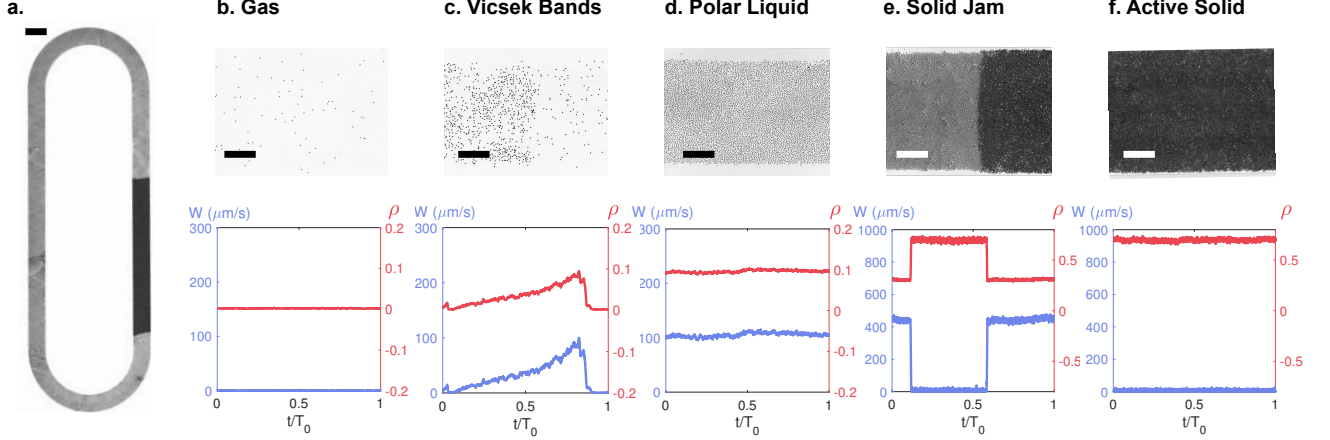 a.
b. Gas
c. Vicsek Bands
d. Polar Liquid
e. Solid Jam
f. Active Solid
W (μm/s)
ρ
300
200
100
0
0.2
0.1
0
-0.1
-0.2
0
0.5
1
t/T₀
W (μm/s)
ρ
300
200
100
0
0.2
0.1
0
-0.1
-0.2
0
0.5
1
t/T₀
W (μm/s)
ρ
300
200
100
0
0.2
0.1
0
-0.1
-0.2
0
0.5
1
t/T₀
W (μm/s)
ρ
1000
800
600
400
200
0
0.5
0
-0.5
0
0.5
1
t/T₀
W (μm/s)
ρ
1000
800
600
400
200
0
0.5
0
-0.5
0
0.5
1
t/T₀